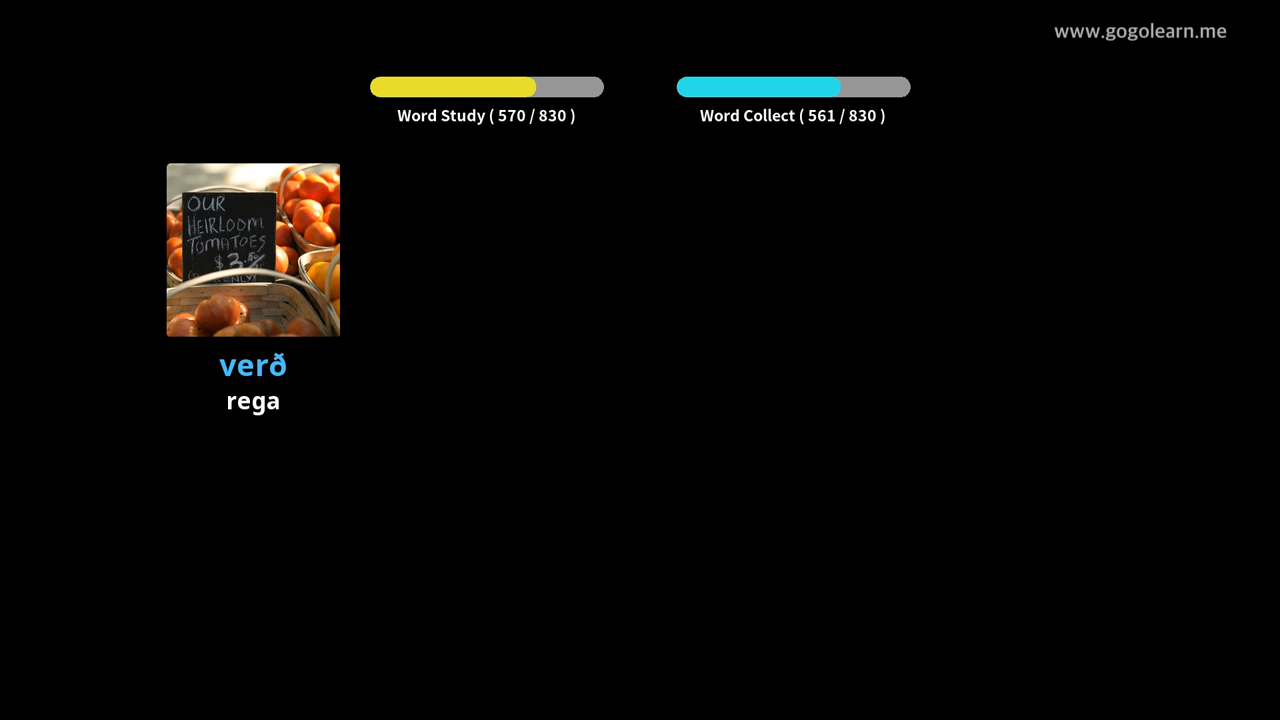 www.gogolearn.me
Word Study ( 570 / 830 )
Word Collect ( 561 / 830 )
OUR
HEIRLOOM
TOMATOES
verð
rega